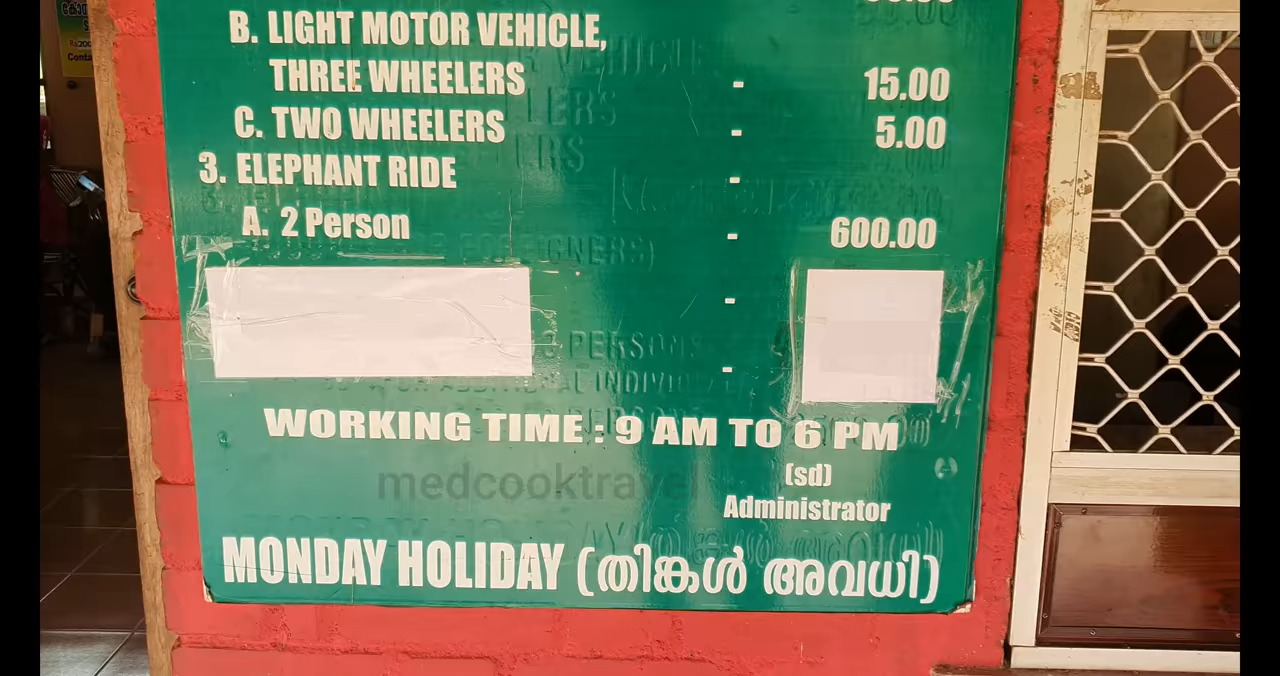 B. LIGHT MOTOR VEHICLE,
THREE WHEELERS - 15.00
C. TWO WHEELERS - 5.00
3. ELEPHANT RIDE -
A. 2 Person - 600.00
-
-
WORKING TIME : 9 AM TO 6 PM
medcooktravel
(sd)
Administrator
MONDAY HOLIDAY (തിങ്കൾ അവധി)